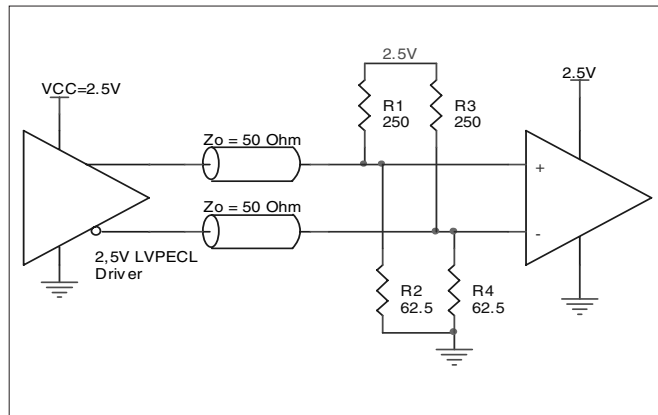 2.5V
VCC=2.5V
2.5V
R1
250
R3
250
Zo = 50 Ohm
+
Zo = 50 Ohm
-
2,5V LVPECL
Driver
R2
62.5
R4
62.5